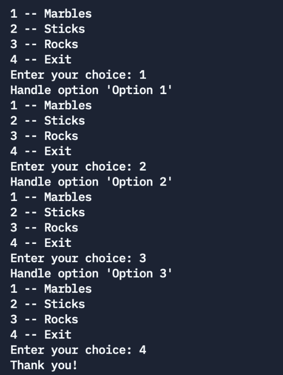 1 -- Marbles
2 -- Sticks
3 -- Rocks
4 -- Exit
Enter your choice: 1
Handle option 'Option 1'
1 -- Marbles
2 -- Sticks
3 -- Rocks
4 -- Exit
Enter your choice: 2
Handle option 'Option 2'
1 -- Marbles
2 -- Sticks
3 -- Rocks
4 -- Exit
Enter your choice: 3
Handle option 'Option 3'
1 -- Marbles
2 -- Sticks
3 -- Rocks
4 -- Exit
Enter your choice: 4
Thank you!